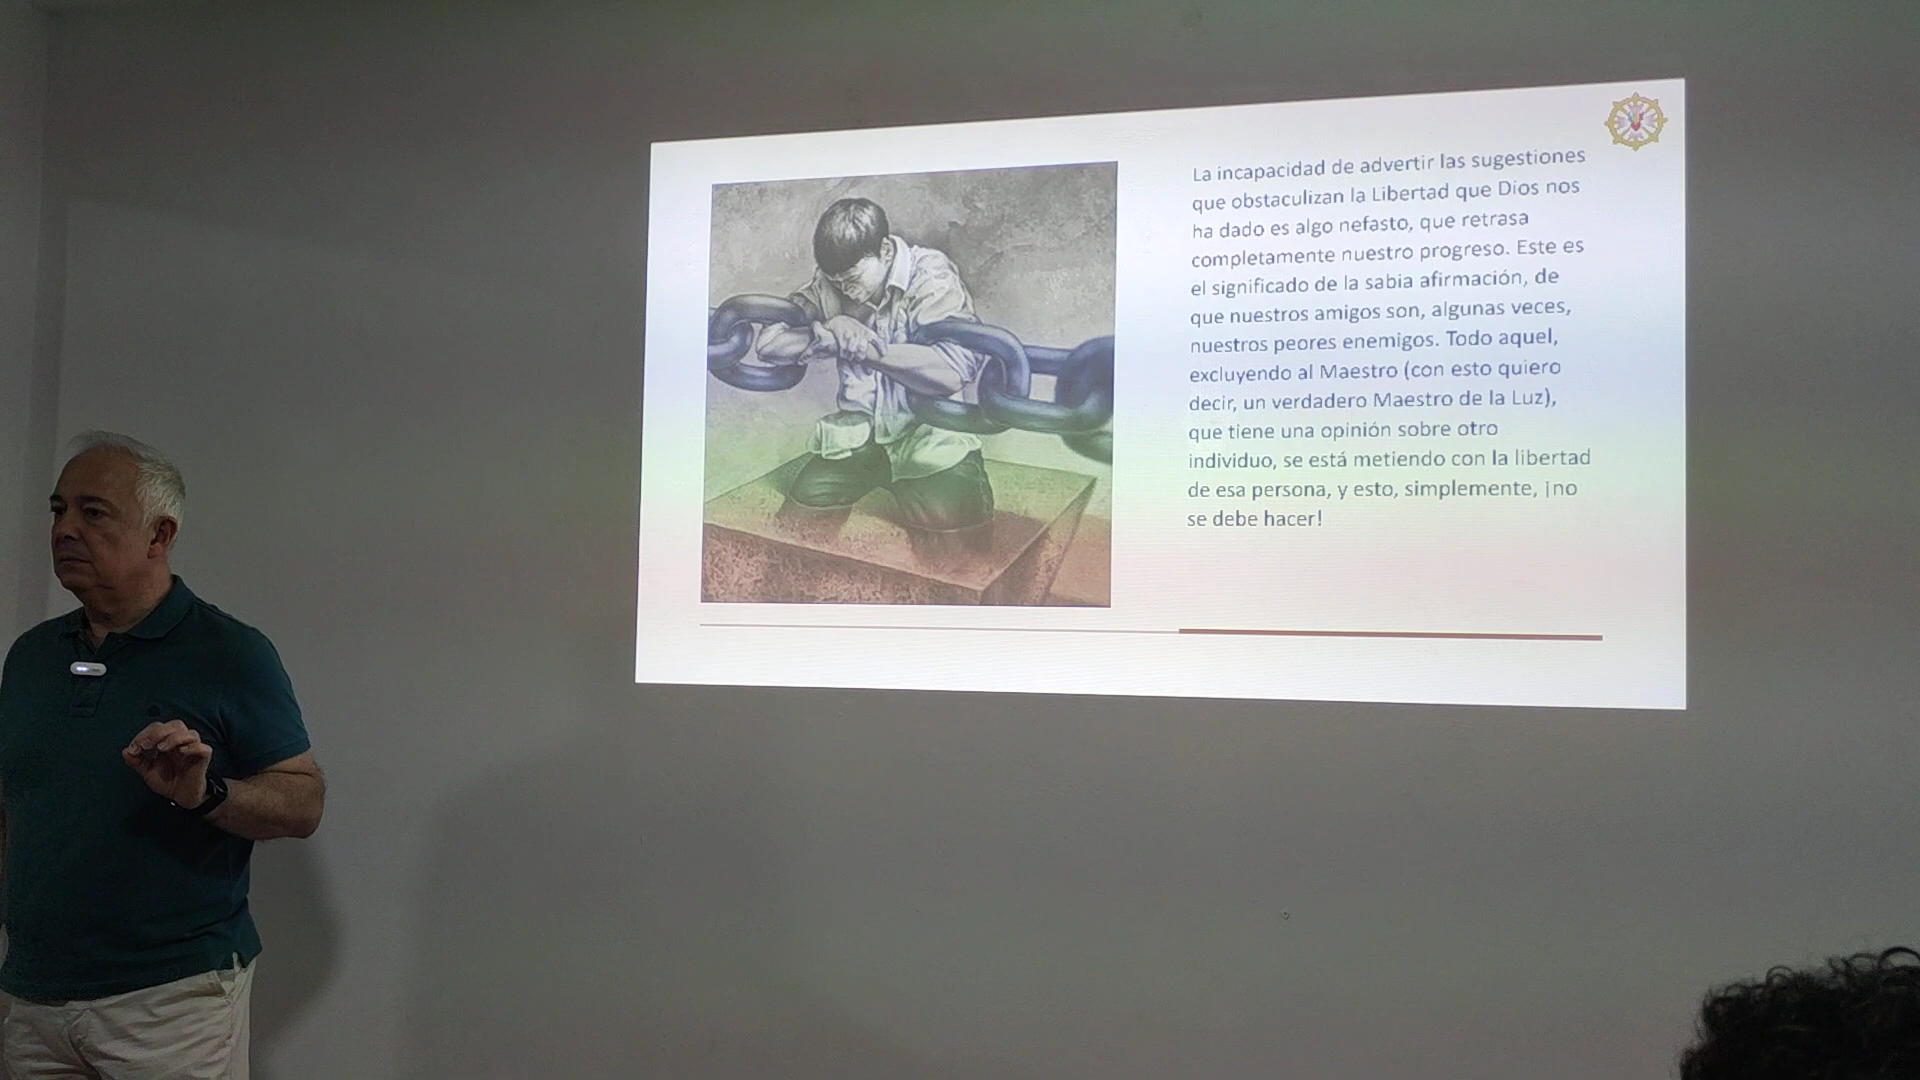 La incapacidad de advertir las sugestiones
que obstaculizan la Libertad que Dios nos
ha dado es algo nefasto, que retrasa
completamente nuestro progreso. Este es
el significado de la sabia afirmación, de
que nuestros amigos son, algunas veces,
nuestros peores enemigos. Todo aquel,
excluyendo al Maestro (con esto quiero
decir, un verdadero Maestro de la Luz),
que tiene una opinión sobre otro
individuo, se está metiendo con la libertad
de esa persona, y esto, simplemente, ¡no
se debe hacer!